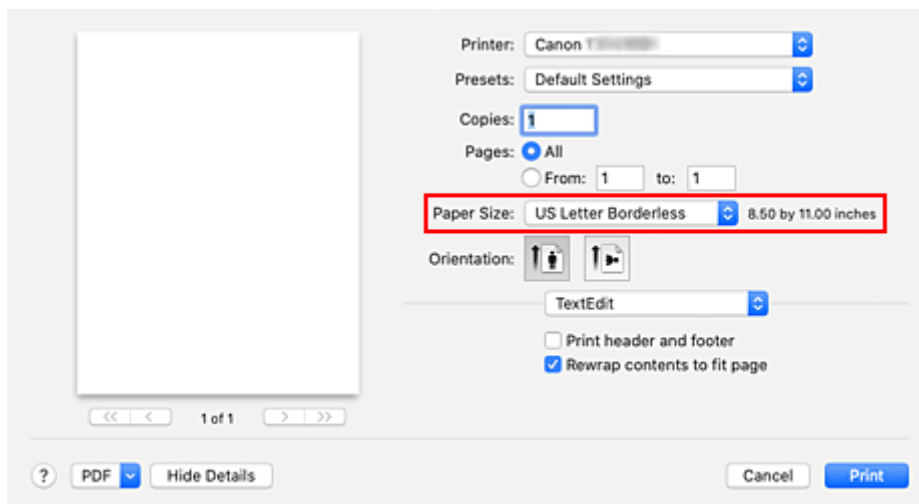 Printer: Canon
Presets: Default Settings
Copies: 1
Pages: All
From: 1 to: 1
Paper Size: US Letter Borderless 8.50 by 11.00 inches
Orientation:
TextEdit
Print header and footer
Rewrap contents to fit page
<< < 1 of 1 > >>
? PDF Hide Details Cancel Print